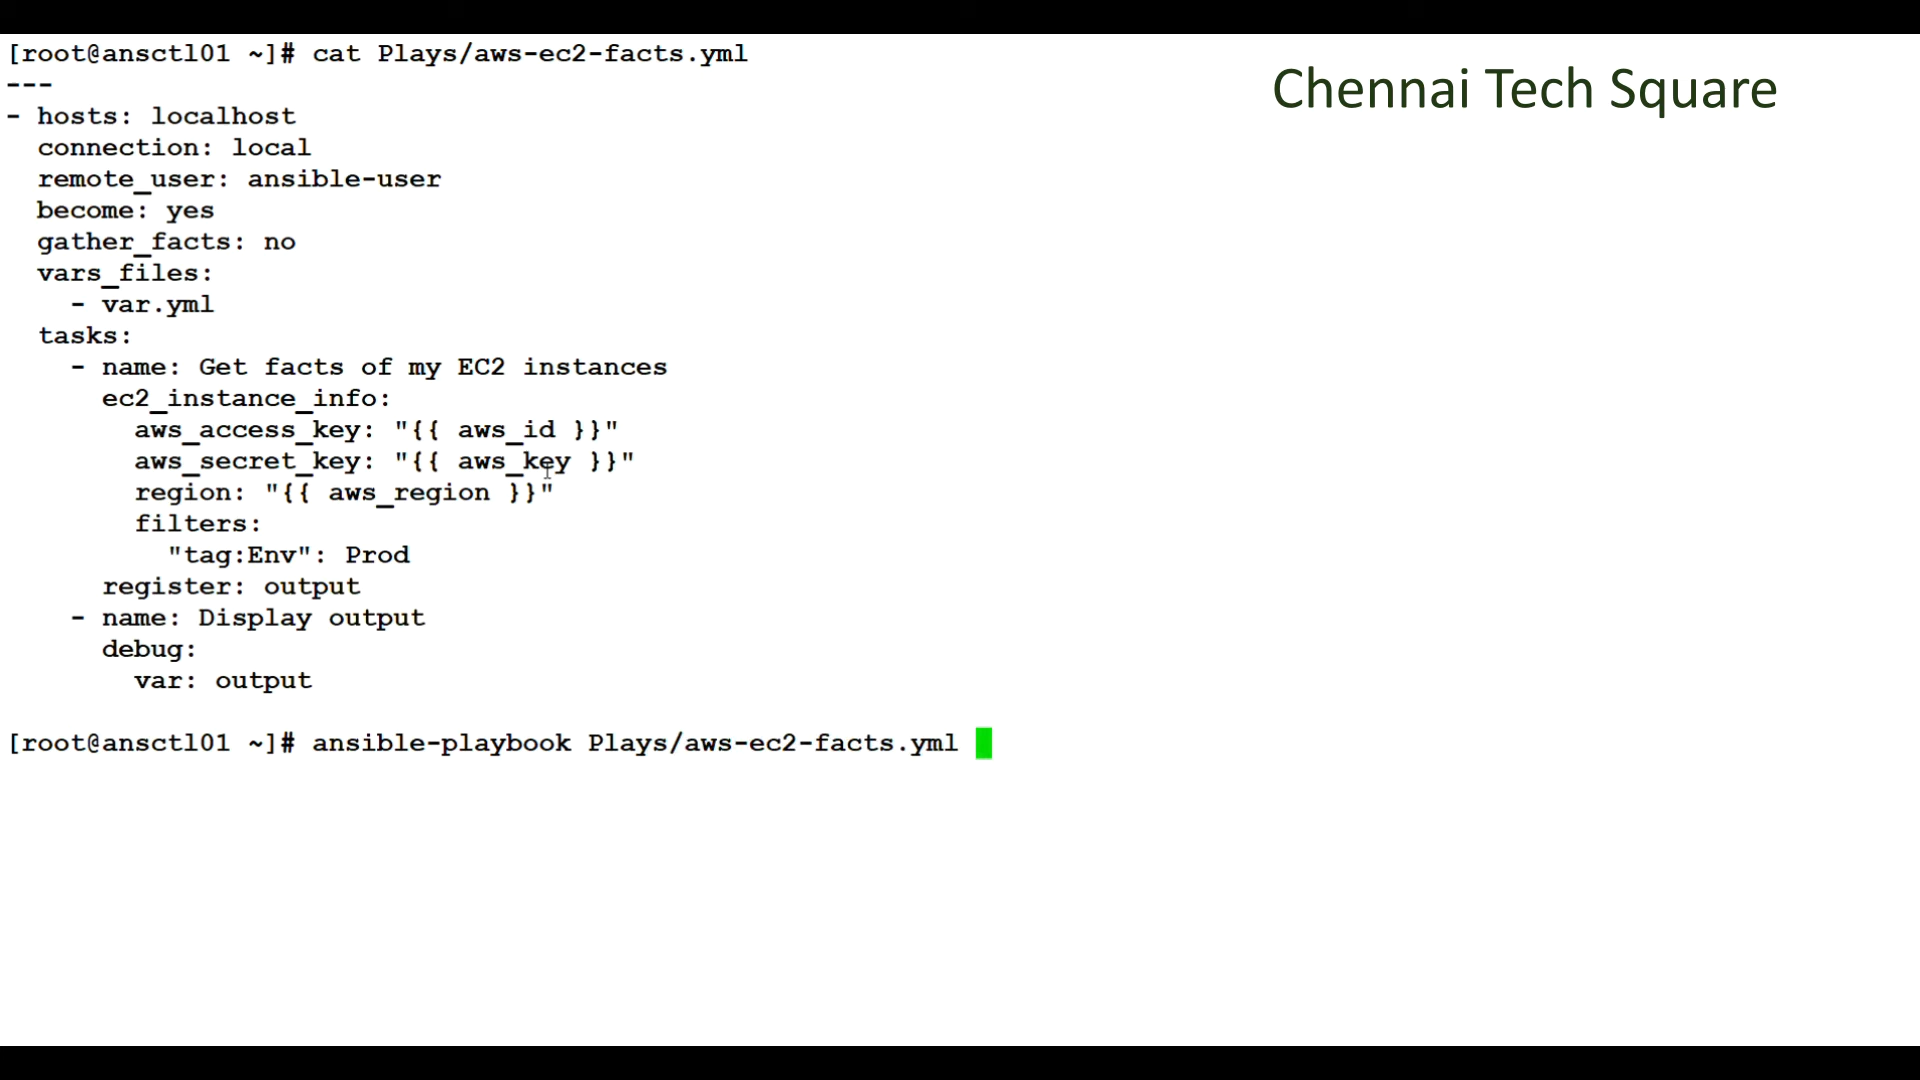 [root@ansctl01 ~]# cat Plays/aws-ec2-facts.yml
Chennai Tech Square
---
- hosts: localhost
  connection: local
  remote_user: ansible-user
  become: yes
  gather_facts: no
  vars_files:
    - var.yml
  tasks:
    - name: Get facts of my EC2 instances
      ec2_instance_info:
        aws_access_key: "{{ aws_id }}"
        aws_secret_key: "{{ aws_key }}"
        region: "{{ aws_region }}"
        filters:
          "tag:Env": Prod
      register: output
    - name: Display output
      debug:
        var: output
[root@ansctl01 ~]# ansible-playbook Plays/aws-ec2-facts.yml